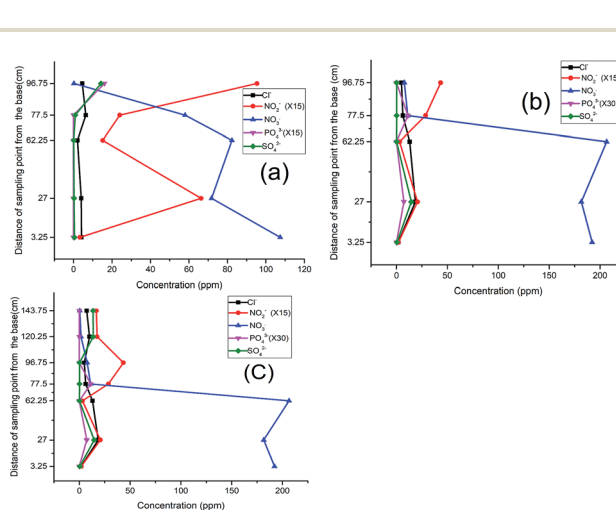 Distance of sampling point from the base(cm)
96.75
77.5
62.25
27
3.25
0
20
40
60
80
100
120
Concentration (ppm)
Cl⁻
NO₂⁻ (X15)
NO₃⁻
PO₄³⁻(X15)
SO₄²⁻
(a)
Distance of sampling point from the base (cm)
96.75
77.5
62.25
27
3.25
0
50
100
150
200
Concentration (ppm)
Cl⁻
NO₂⁻ (X15)
NO₃⁻
PO₄³⁻(X30)
SO₄²⁻
(b)
Distance of sampling point from the base (cm)
143.75
120.25
96.75
77.5
62.25
27
3.25
0
50
100
150
200
Concentration (ppm)
Cl⁻
NO₂⁻ (X15)
NO₃⁻
PO₄³⁻(X30)
SO₄²⁻
(C)